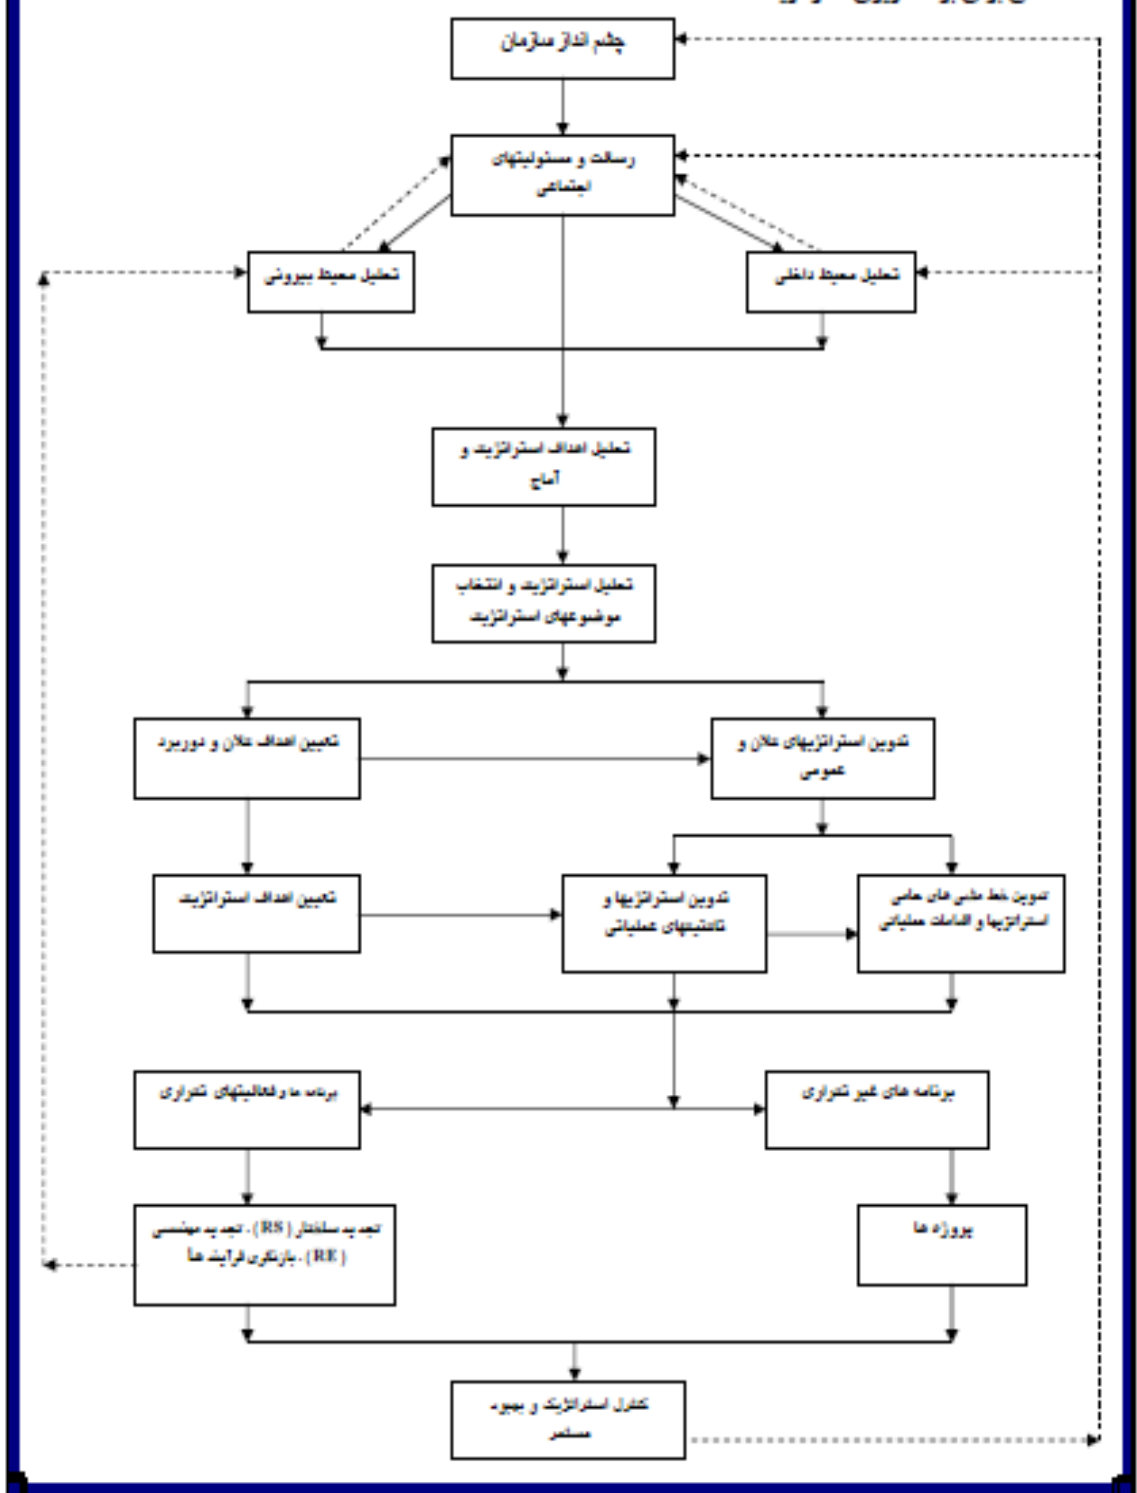 چشم انداز سازمان
رسالت و مسئولیتهای
اجتماعی
تحلیل محیط داخلی
تحلیل محیط بیرونی
تحلیل اهداف استراتژیک و
آماج
تحلیل استراتژیک و انتخاب
موضوعهای استراتژیک
تدوین استراتژیهای کلان و
عمومی
تعیین اهداف کلان و دوربرد
تدوین خط مشی های حامی
استراتژیها و اقدامات عملیاتی
تدوین استراتژیها و
تاکتیکهای عملیاتی
تعیین اهداف استراتژیک
برنامه های غیر تکراری
برنامه ها و فعالیتهای تکراری
پروژه ها
تجدید ساختار (RS)، تجدید مهندسی
(RE)، بازنگری فرآیند ها
کنترل استراتژیک و بهبود
مستمر